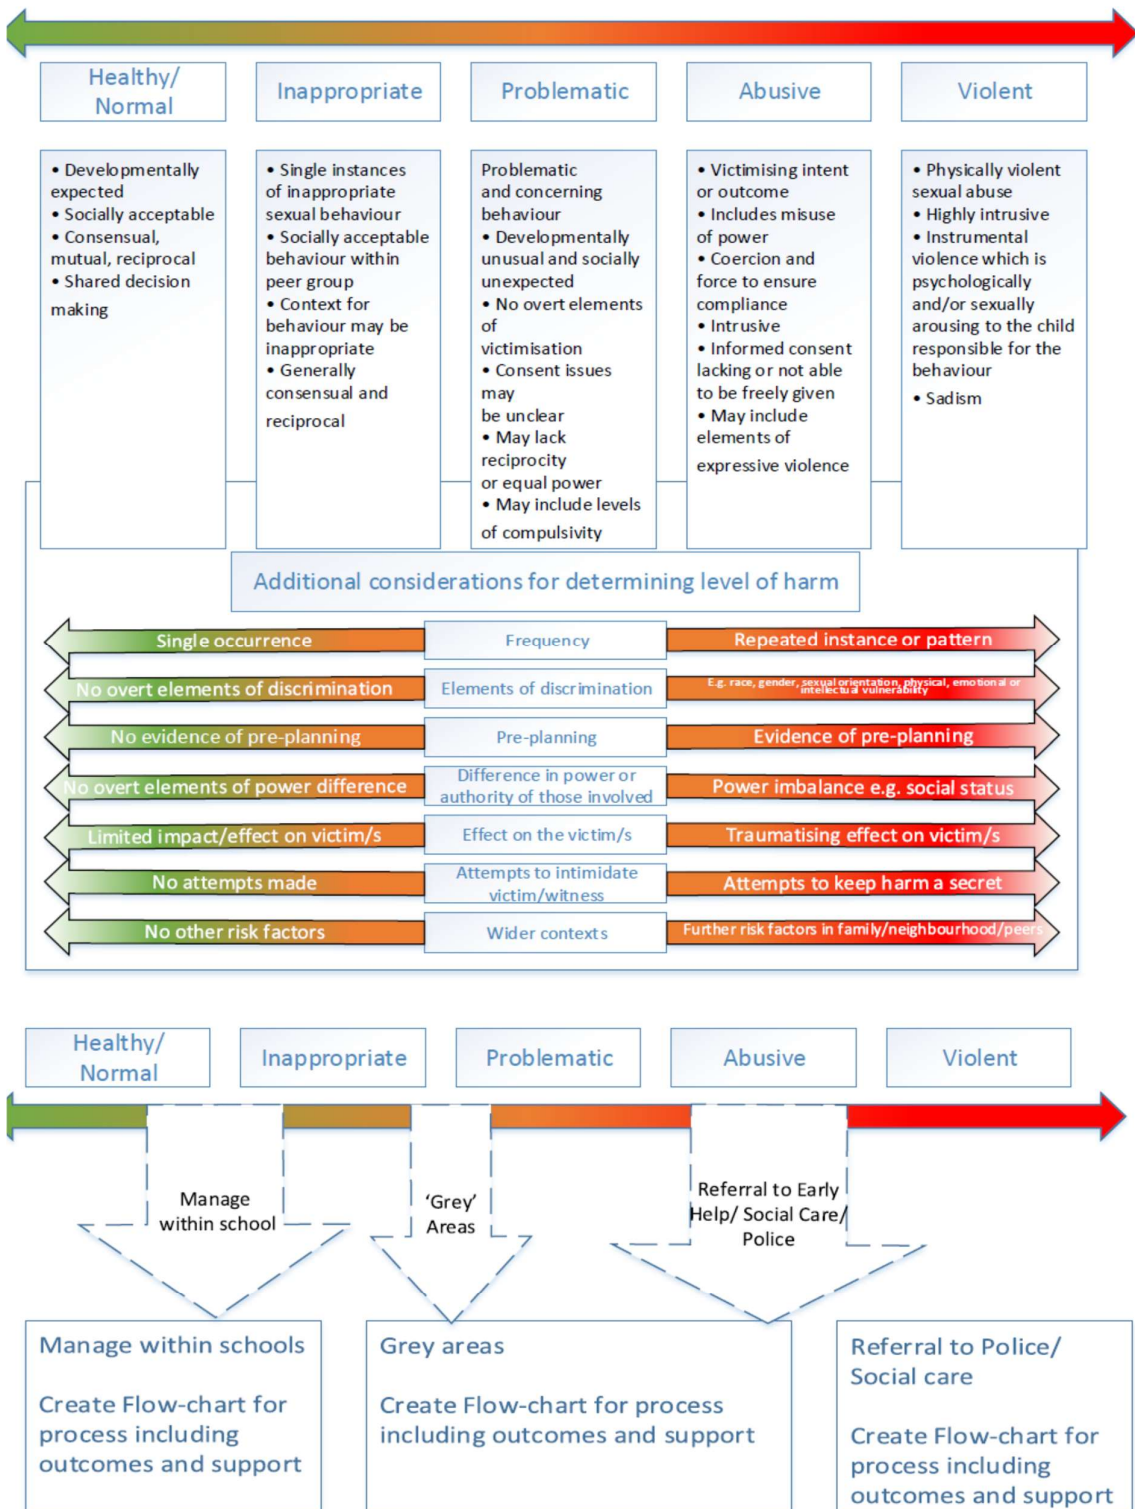 Healthy/
Normal
Inappropriate
Problematic
Abusive
Violent
• Developmentally
expected
• Socially acceptable
• Consensual,
mutual, reciprocal
• Shared decision
making
• Single instances
of inappropriate
sexual behaviour
• Socially acceptable
behaviour within
peer group
• Context for
behaviour may be
inappropriate
• Generally
consensual and
reciprocal
Problematic
and concerning
behaviour
• Developmentally
unusual and socially
unexpected
• No overt elements
of
victimisation
• Consent issues
may
be unclear
• May lack
reciprocity
or equal power
• May include levels
of compulsivity
• Victimising intent
or outcome
• Includes misuse
of power
• Coercion and
force to ensure
compliance
• Intrusive
• Informed consent
lacking or not able
to be freely given
• May include
elements of
expressive violence
• Physically violent
sexual abuse
• Highly intrusive
• Instrumental
violence which is
psychologically
and/or sexually
arousing to the child
responsible for the
behaviour
• Sadism
Additional considerations for determining level of harm
Single occurrence
Frequency
Repeated instance or pattern
No overt elements of discrimination
Elements of discrimination
E.g. race, gender, sexual orientation, physical, emotional or
intellectual vulnerability
No evidence of pre-planning
Pre-planning
Evidence of pre-planning
No overt elements of power difference
Difference in power or
authority of those involved
Power imbalance e.g. social status
Limited impact/effect on victim/s
Effect on the victim/s
Traumatising effect on victim/s
No attempts made
Attempts to intimidate
victim/witness
Attempts to keep harm a secret
No other risk factors
Wider contexts
Further risk factors in family/neighbourhood/peers
Healthy/
Normal
Inappropriate
Problematic
Abusive
Violent
Manage
within school
‘Grey’
Areas
Referral to Early
Help/ Social Care/
Police
Manage within schools
Create Flow-chart for
process including
outcomes and support
Grey areas
Create Flow-chart for process
including outcomes and support
Referral to Police/
Social care
Create Flow-chart for
process including
outcomes and support